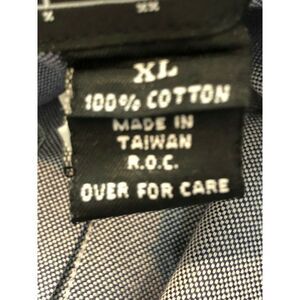 XL
100% COTTON
MADE IN
TAIWAN
R.O.C.
OVER FOR CARE